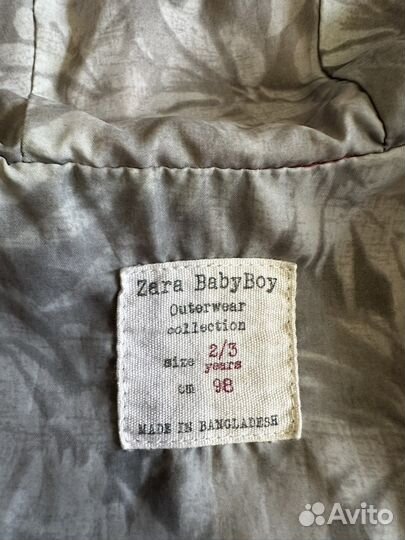 Zara BabyBoy
Outerwear
collection
size 2/3
years
cm 98
MADE IN BANGLADESH
Avito